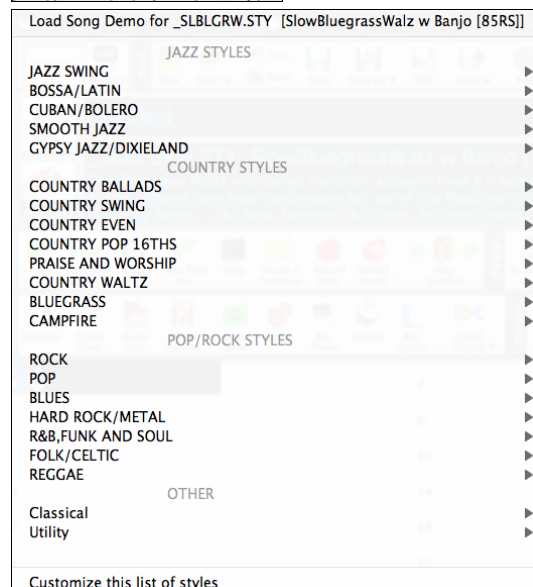 Load Song Demo for _SLBLGRW.STY [SlowBluegrassWalz w Banjo [85RS]]
JAZZ STYLES
JAZZ SWING
BOSSA/LATIN
CUBAN/BOLERO
SMOOTH JAZZ
GYPSY JAZZ/DIXIELAND
COUNTRY STYLES
COUNTRY BALLADS
COUNTRY SWING
COUNTRY EVEN
COUNTRY POP 16THS
PRAISE AND WORSHIP
COUNTRY WALTZ
BLUEGRASS
CAMPFIRE
POP/ROCK STYLES
ROCK
POP
BLUES
HARD ROCK/METAL
R&B,FUNK AND SOUL
FOLK/CELTIC
REGGAE
OTHER
Classical
Utility
Customize this list of styles